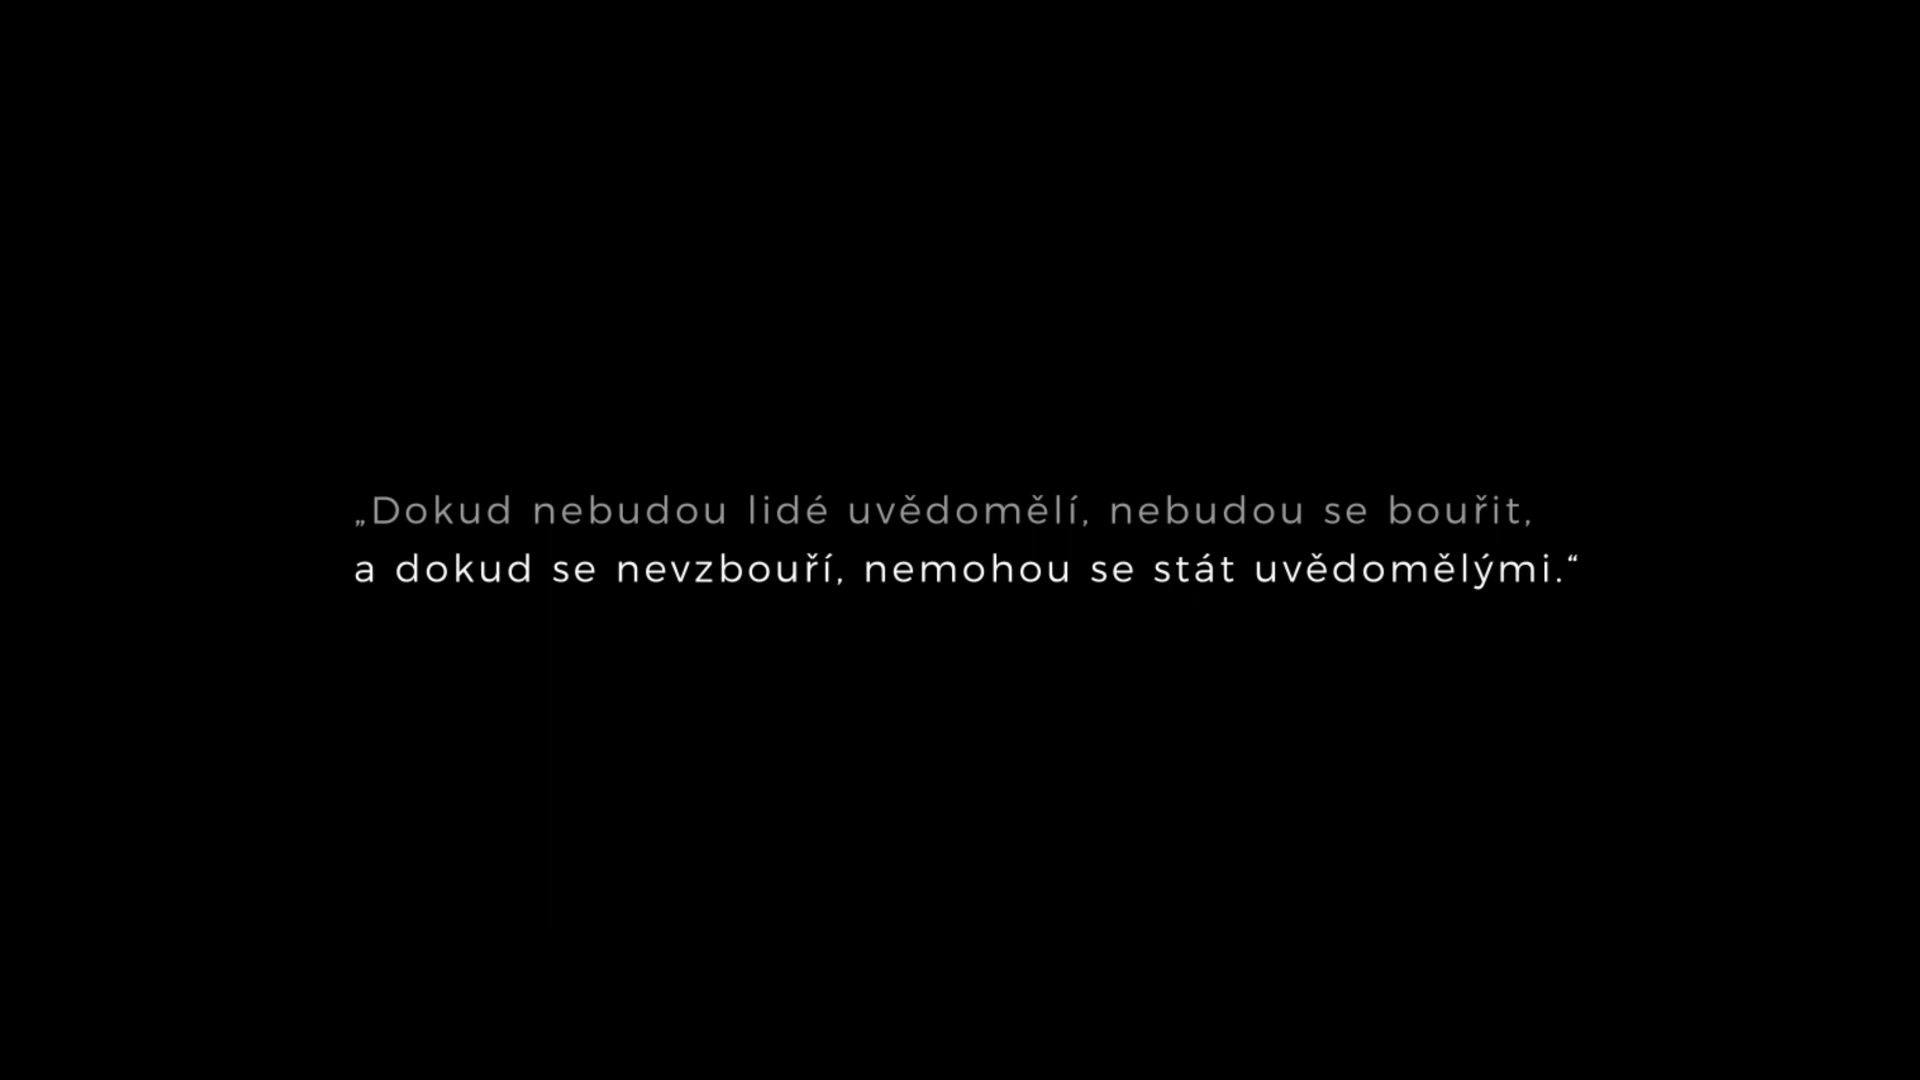 „Dokud nebudou lidé uvědomělí, nebudou se bouřit,
a dokud se nevzbouří, nemohou se stát uvědomělými.“